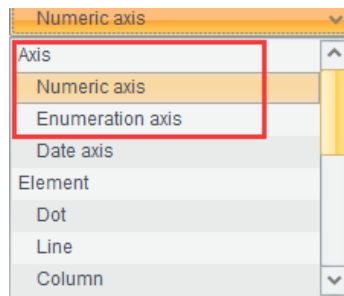 Numeric axis
Axis
Numeric axis
Enumeration axis
Date axis
Element
Dot
Line
Column